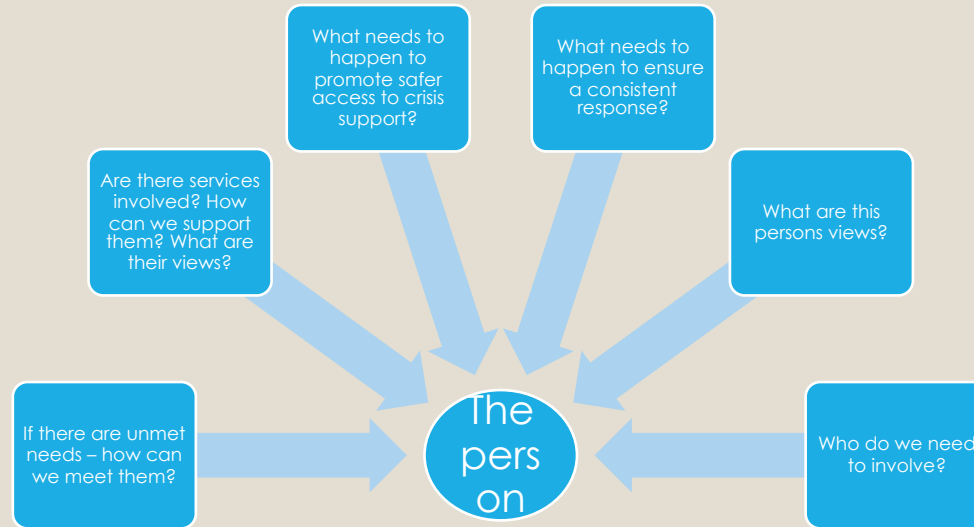 What needs to
happen to
promote safer
access to crisis
support?
What needs to
happen to ensure
a consistent
response?
Are there services
involved? How
can we support
them? What are
their views?
What are this
persons views?
If there are unmet
needs – how can
we meet them?
The
pers
on
Who do we need
to involve?